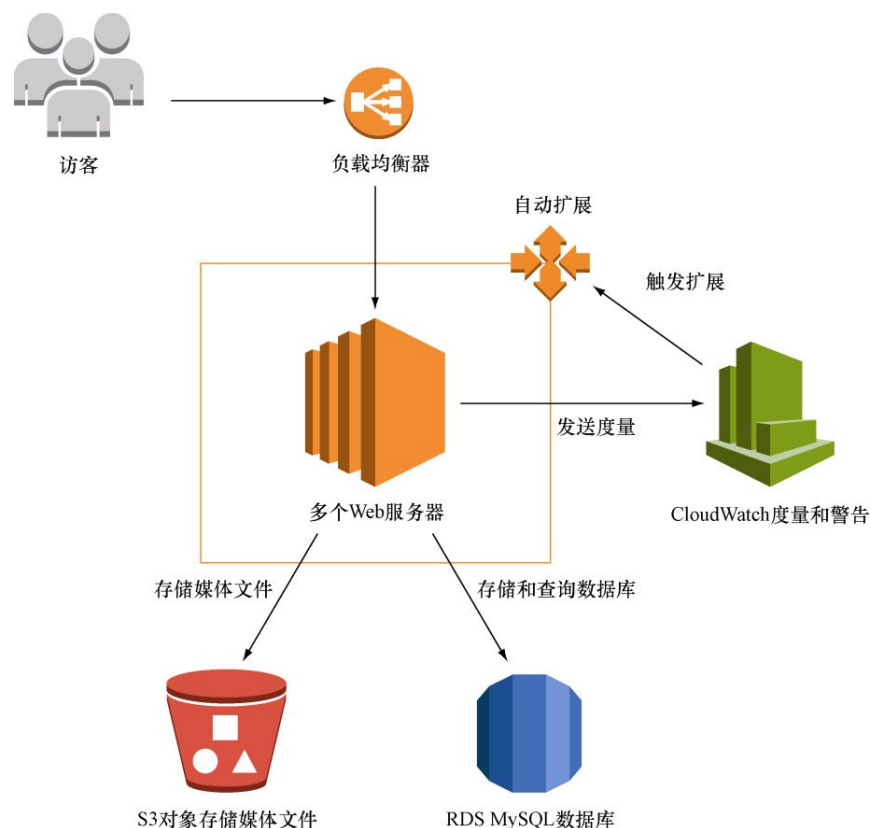 访客
负载均衡器
自动扩展
触发扩展
发送度量
多个Web服务器
CloudWatch度量和警告
存储媒体文件
存储和查询数据库
S3对象存储媒体文件
RDS MySQL数据库